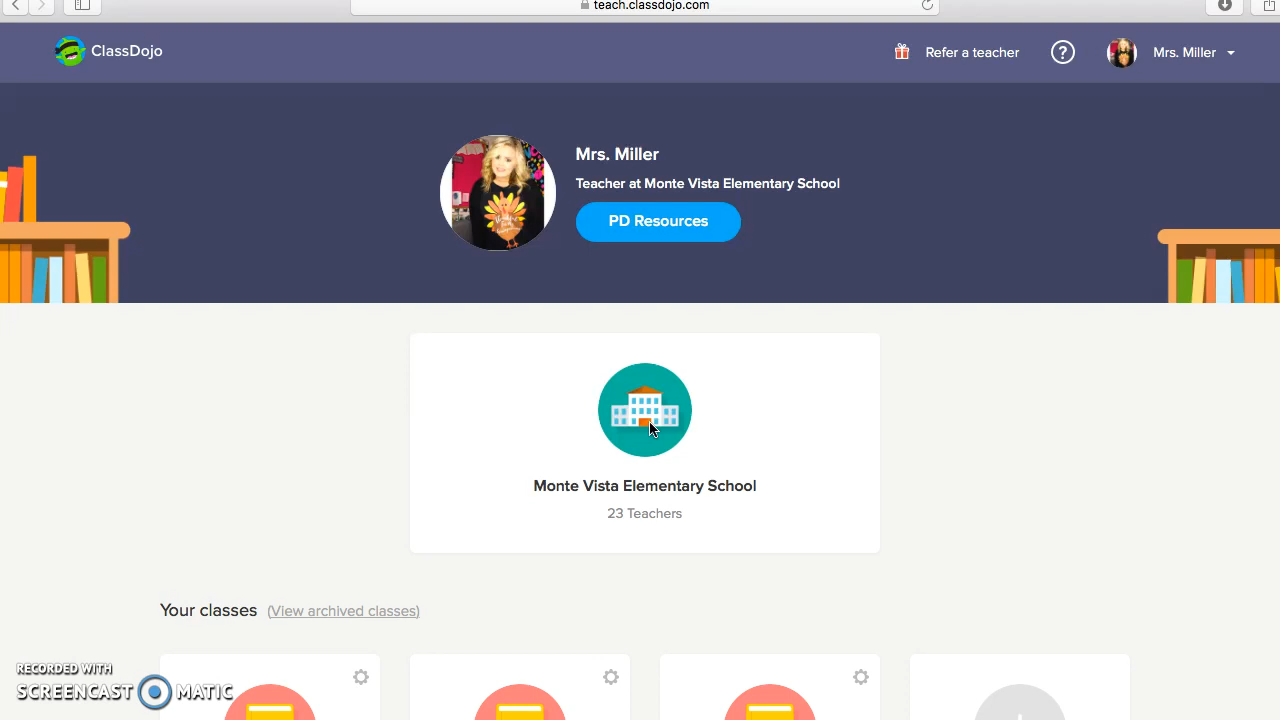 teach.classdojo.com
ClassDojo
Refer a teacher
?
Mrs. Miller
Mrs. Miller
Teacher at Monte Vista Elementary School
PD Resources
Monte Vista Elementary School
23 Teachers
Your classes (View archived classes)
RECORDED WITH
SCREENCAST MATIC